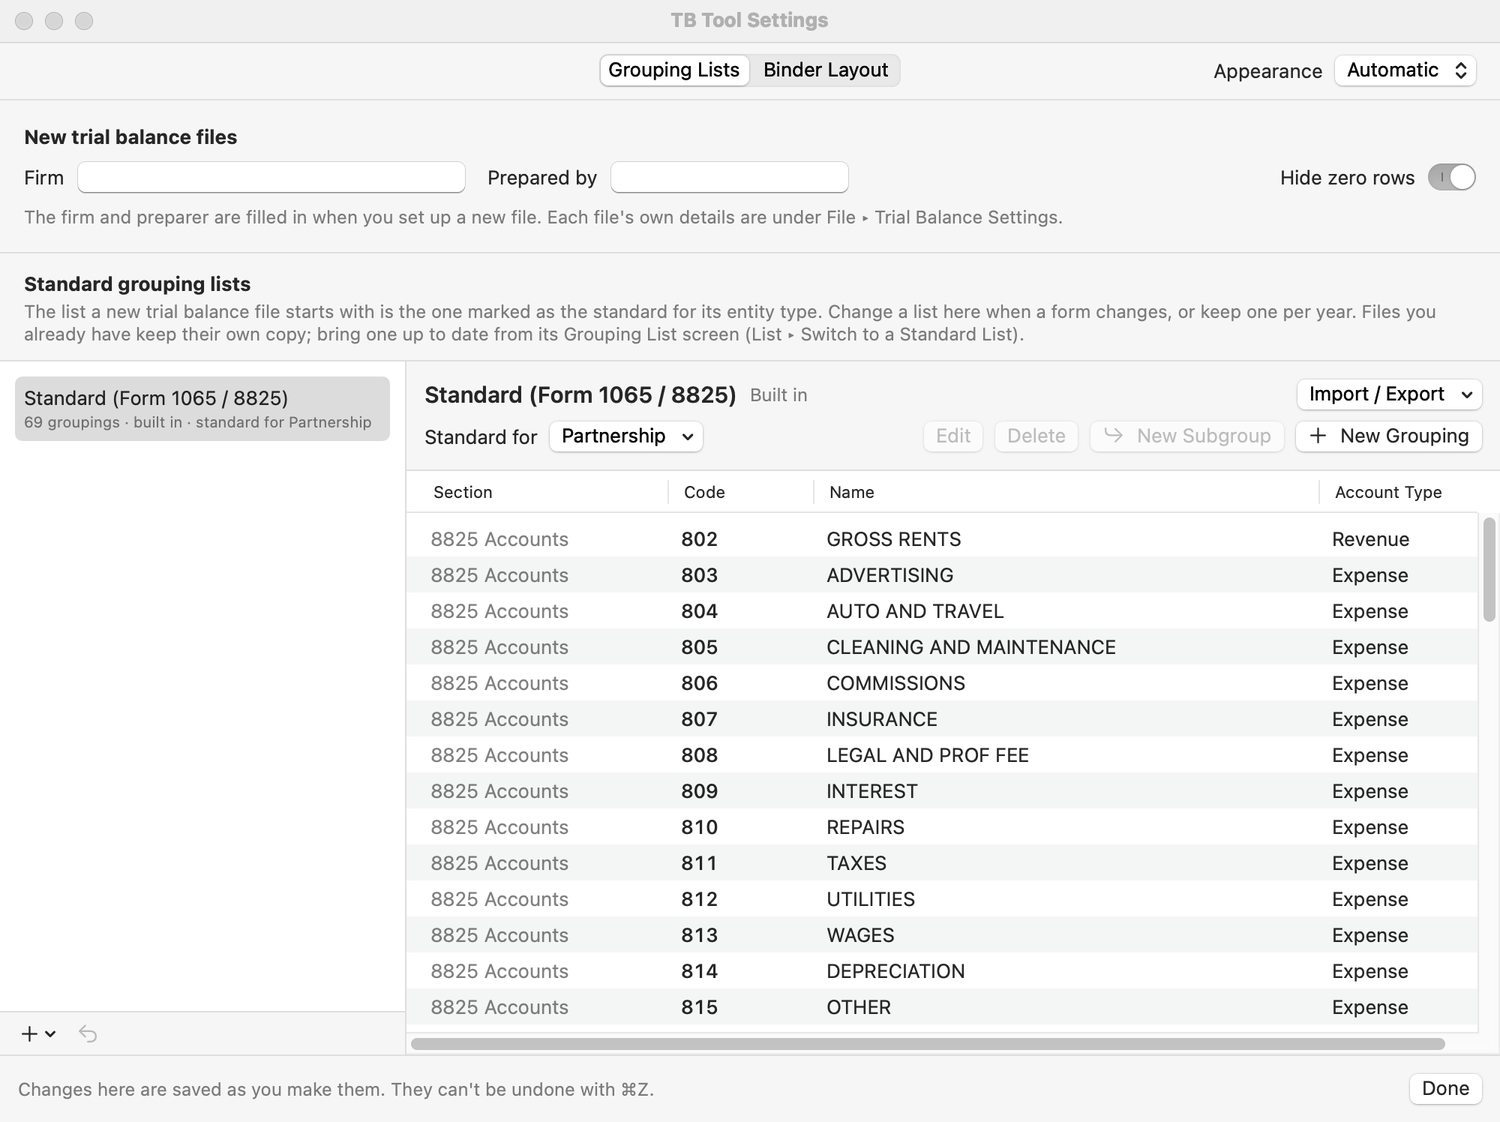 TB Tool Settings
Grouping Lists Binder Layout Appearance Automatic
New trial balance files
Firm Prepared by Hide zero rows
The firm and preparer are filled in when you set up a new file. Each file's own details are under File ▸ Trial Balance Settings.
Standard grouping lists
The list a new trial balance file starts with is the one marked as the standard for its entity type. Change a list here when a form changes, or keep one per year. Files you
already have keep their own copy; bring one up to date from its Grouping List screen (List ▸ Switch to a Standard List).
Standard (Form 1065 / 8825)
69 groupings · built in · standard for Partnership
Standard (Form 1065 / 8825) Built in Import / Export
Standard for Partnership Edit Delete New Subgroup + New Grouping
Section Code Name Account Type
8825 Accounts 802 GROSS RENTS Revenue
8825 Accounts 803 ADVERTISING Expense
8825 Accounts 804 AUTO AND TRAVEL Expense
8825 Accounts 805 CLEANING AND MAINTENANCE Expense
8825 Accounts 806 COMMISSIONS Expense
8825 Accounts 807 INSURANCE Expense
8825 Accounts 808 LEGAL AND PROF FEE Expense
8825 Accounts 809 INTEREST Expense
8825 Accounts 810 REPAIRS Expense
8825 Accounts 811 TAXES Expense
8825 Accounts 812 UTILITIES Expense
8825 Accounts 813 WAGES Expense
8825 Accounts 814 DEPRECIATION Expense
8825 Accounts 815 OTHER Expense
Changes here are saved as you make them. They can't be undone with ⌘Z. Done